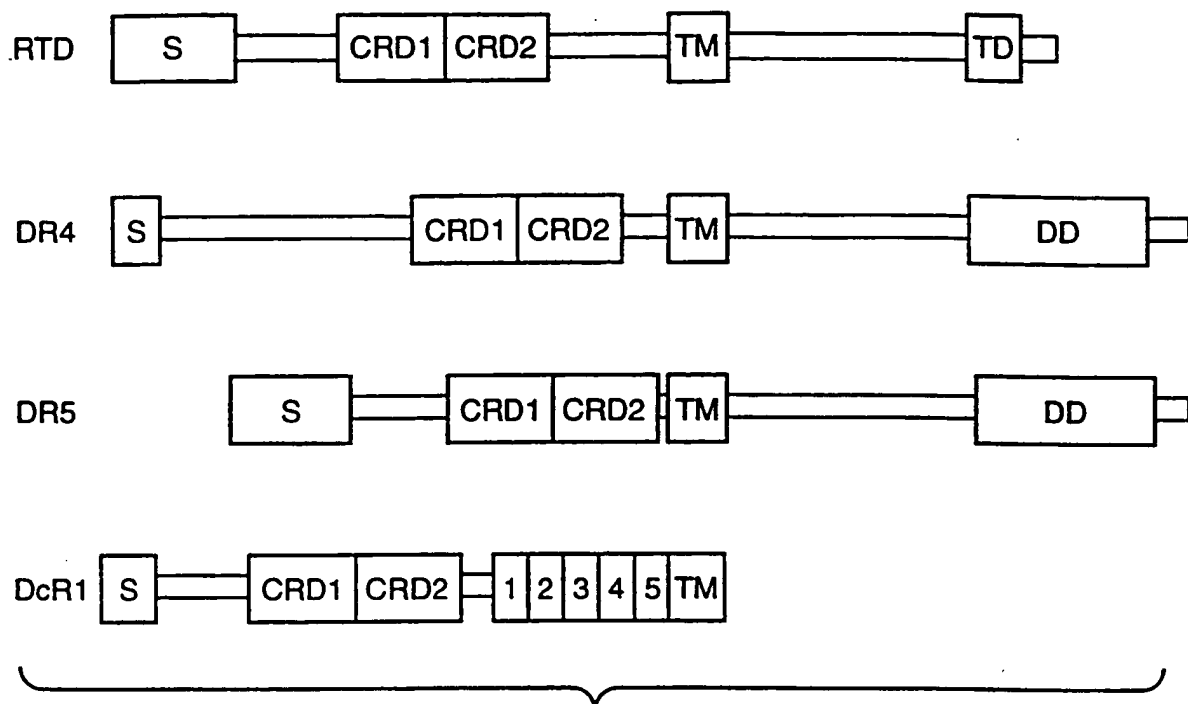 RTD S CRD1 CRD2 TM TD
DR4 S CRD1 CRD2 TM DD
DR5 S CRD1 CRD2 TM DD
DcR1 S CRD1 CRD2 1 2 3 4 5 TM